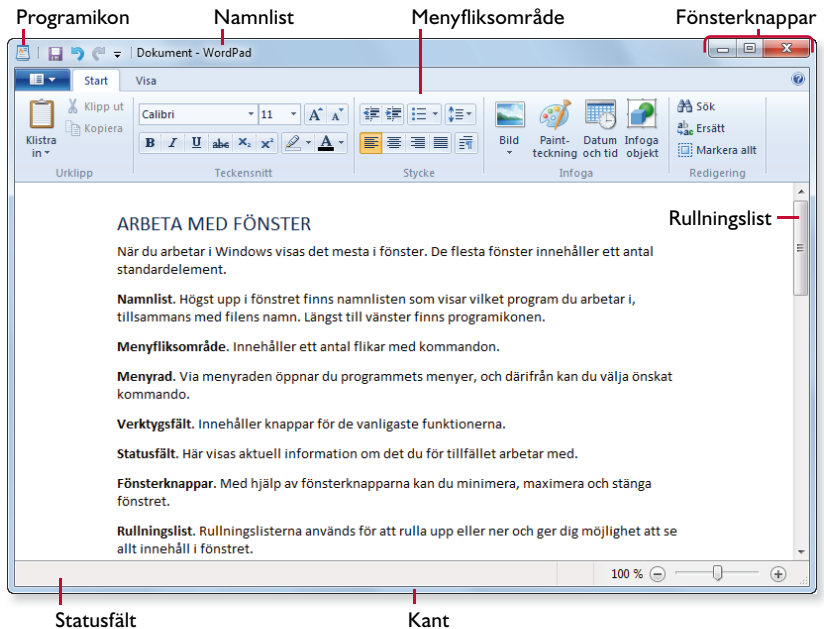 Programikon Namnlist Menyfliksområde Fönsterknappar
Dokument - WordPad
Start Visa
Klistra in
Klipp ut
Kopiera
Urklipp
Calibri 11 A A
B I U abc X₂ x² A
Teckensnitt
Stycke
Bild
Paint-teckning
Datum och tid
Infoga objekt
Infoga
Sök
Ersätt
Markera allt
Redigering
Rullningslist
ARBETA MED FÖNSTER
När du arbetar i Windows visas det mesta i fönster. De flesta fönster innehåller ett antal
standardelement.
Namnlist. Högst upp i fönstret finns namnlisten som visar vilket program du arbetar i,
tillsammans med filens namn. Längst till vänster finns programikonen.
Menyfliksområde. Innehåller ett antal flikar med kommandon.
Menyrad. Via menyraden öppnar du programmets menyer, och därifrån kan du välja önskat
kommando.
Verktygsfält. Innehåller knappar för de vanligaste funktionerna.
Statusfält. Här visas aktuell information om det du för tillfället arbetar med.
Fönsterknappar. Med hjälp av fönsterknapparna kan du minimera, maximera och stänga
fönstret.
Rullningslist. Rullningslisterna används för att rulla upp eller ner och ger dig möjlighet att se
allt innehåll i fönstret.
100 %
Statusfält Kant